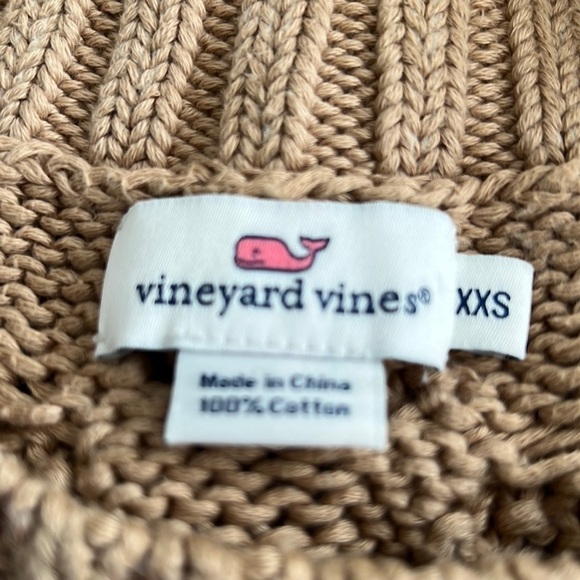 vineyard vines®
XXS
Made in China
100% Cotton